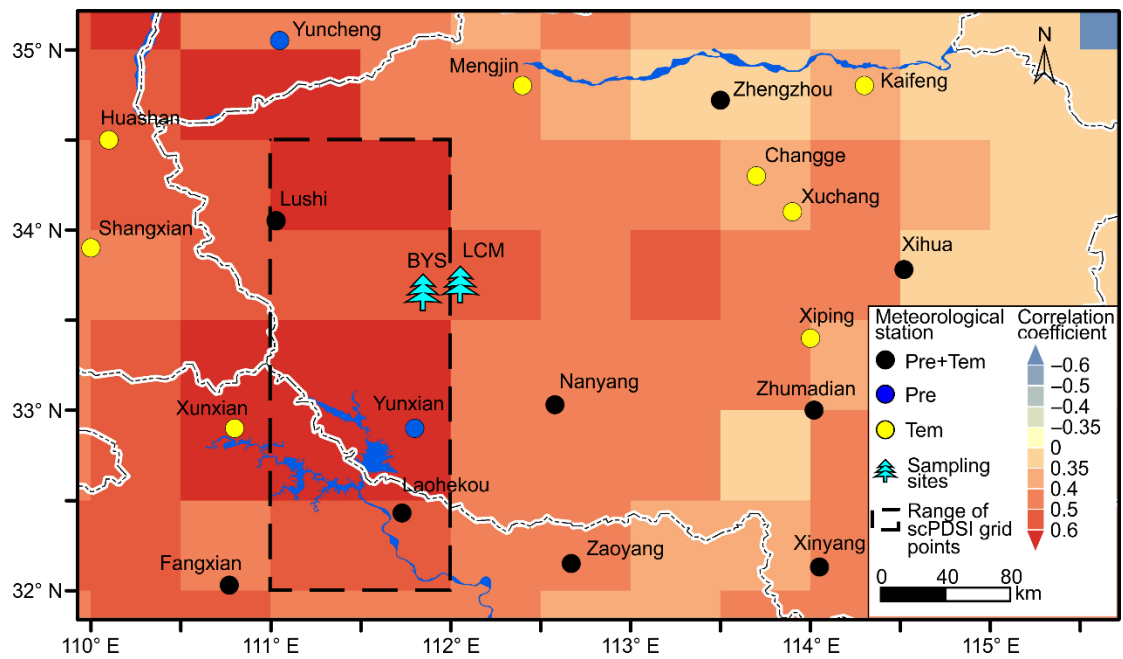 35° N
34° N
33° N
32° N
110° E
111° E
112° E
113° E
114° E
115° E
Yuncheng
Mengjin
Zhengzhou
Kaifeng
N
Huashan
Changge
Xuchang
Lushi
Shangxian
BYS
LCM
Xihua
Xiping
Nanyang
Zhumadian
Xunxian
Yunxian
Laohekou
Fangxian
Zaoyang
Xinyang
Meteorological
station
Pre+Tem
Pre
Tem
Sampling
sites
Range of
scPDSI grid
points
Correlation
coefficient
–0.6
–0.5
–0.4
–0.35
0
0.35
0.4
0.5
0.6
0 40 80
km